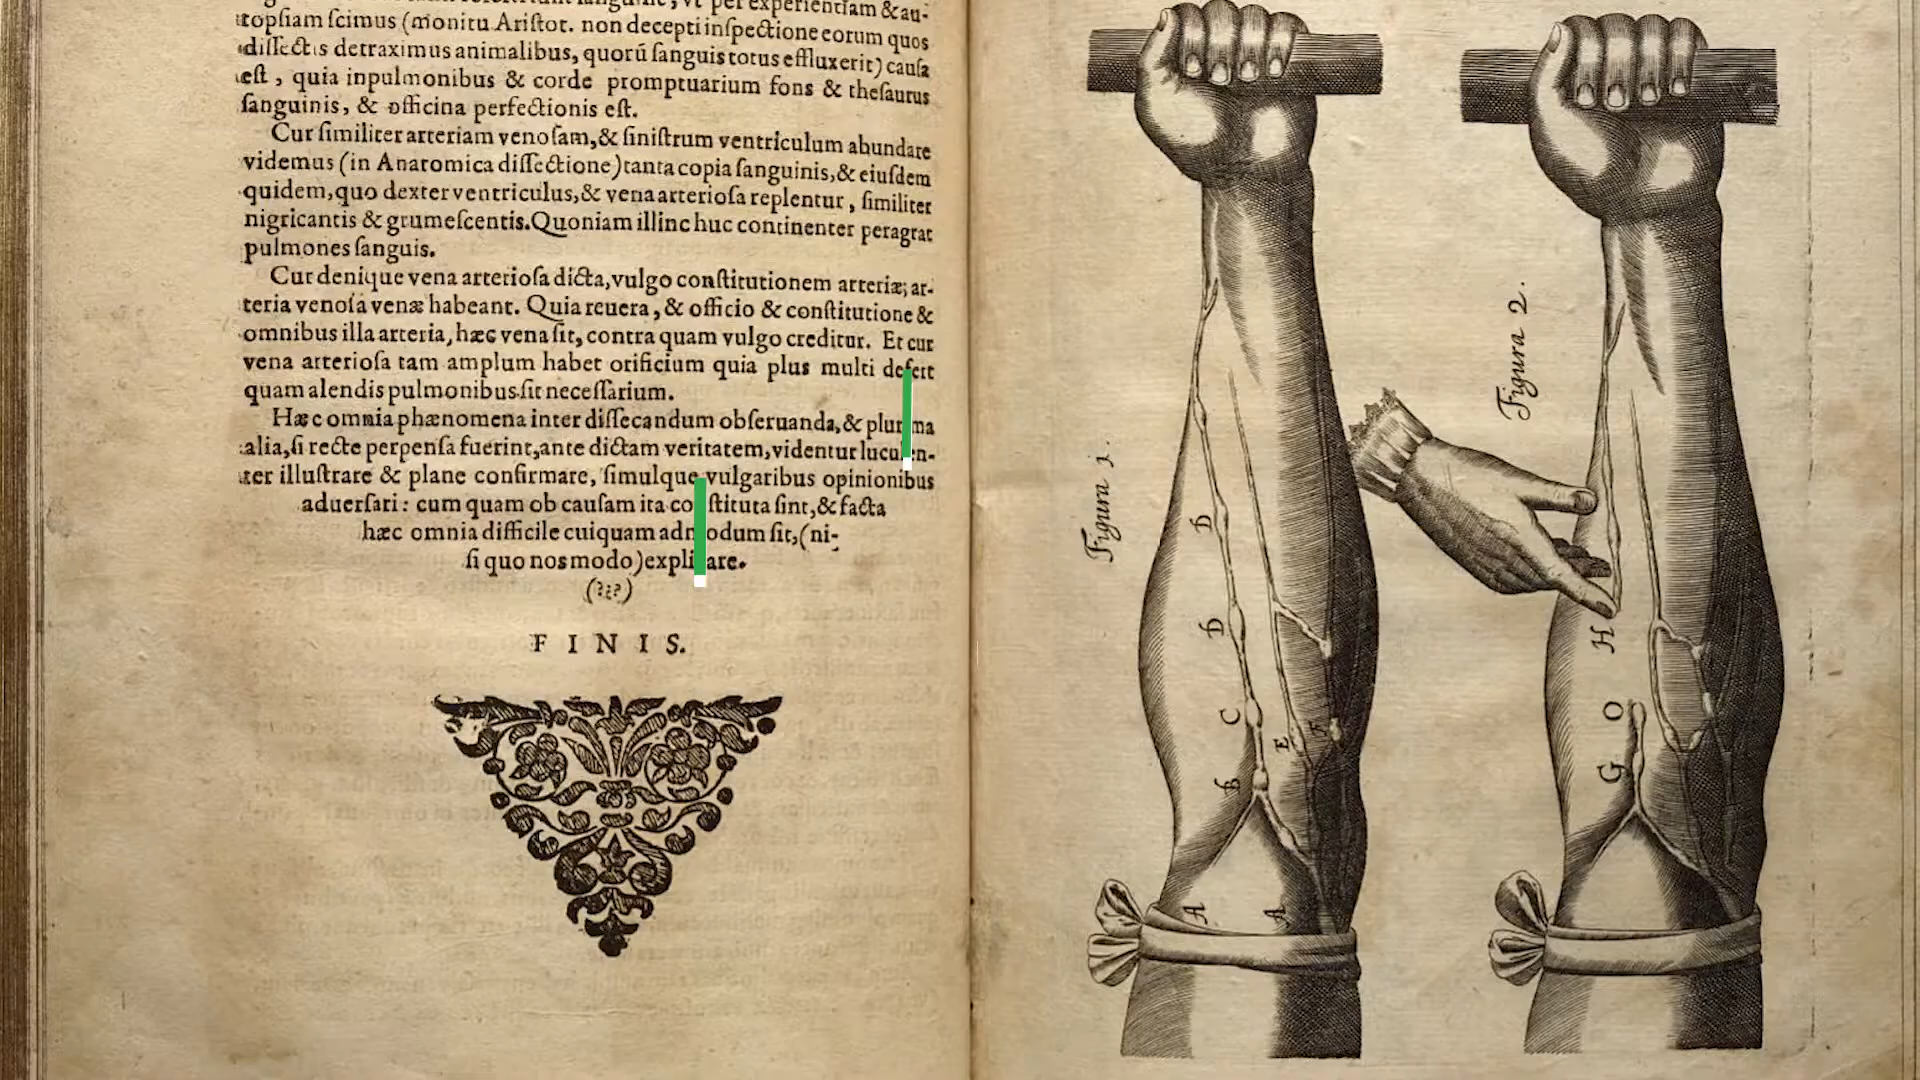 topsiam scimus (monitu Aristot. non decepti inspectione eorum quos
dissectis detraximus animalibus, quorū sanguis totus effluxerit) causa
est, quia inpulmonibus & corde promptuarium fons & thesaurus
sanguinis, & officina perfectionis est.
Cur similiter arteriam venosam, & sinistrum ventriculum abundare
videmus (in Anatomica dissectione) tanta copia sanguinis, & eiusdem
quidem, quo dexter ventriculus, & vena arteriosa replentur, similiter
nigricantis & grumescentis. Quoniam illinc huc continenter peragrat
pulmones sanguis.
Cur denique vena arteriosa dicta, vulgo constitutionem arteriæ; ar-
teria venosa venæ habeant. Quia reuera, & officio & constitutione &
omnibus illa arteria, hæc vena sit, contra quam vulgo creditur. Et cur
vena arteriosa tam amplum habet orificium quia plus multi defert
quam alendis pulmonibus sit necessarium.
Hæc omnia phænomena inter dissecandum obseruanda, & plurima
alia, si recte perpensa fuerint, ante dictam veritatem, videntur luculen-
ter illustrare & plane confirmare, simulque vulgaribus opinionibus
aduersari: cum quam ob causam ita constituta sint, & facta
hæc omnia difficile cuiquam admodum sit, (ni-
si quo nos modo) explicare.
FINIS.
Figura 1.
D
D
C
E
F
B
A
A
Figura 2.
H
O
G